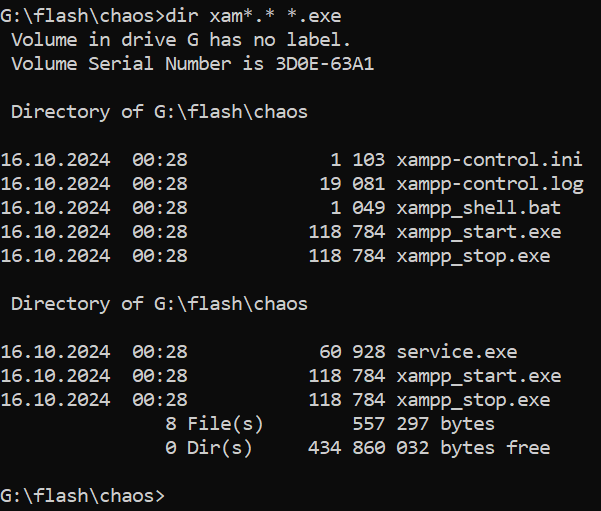 G:\flash\chaos>dir xam*.* *.exe
 Volume in drive G has no label.
 Volume Serial Number is 3D0E-63A1

 Directory of G:\flash\chaos

16.10.2024  00:28             1 103 xampp-control.ini
16.10.2024  00:28            19 081 xampp-control.log
16.10.2024  00:28             1 049 xampp_shell.bat
16.10.2024  00:28           118 784 xampp_start.exe
16.10.2024  00:28           118 784 xampp_stop.exe

 Directory of G:\flash\chaos

16.10.2024  00:28            60 928 service.exe
16.10.2024  00:28           118 784 xampp_start.exe
16.10.2024  00:28           118 784 xampp_stop.exe
               8 File(s)        557 297 bytes
               0 Dir(s)     434 860 032 bytes free

G:\flash\chaos>